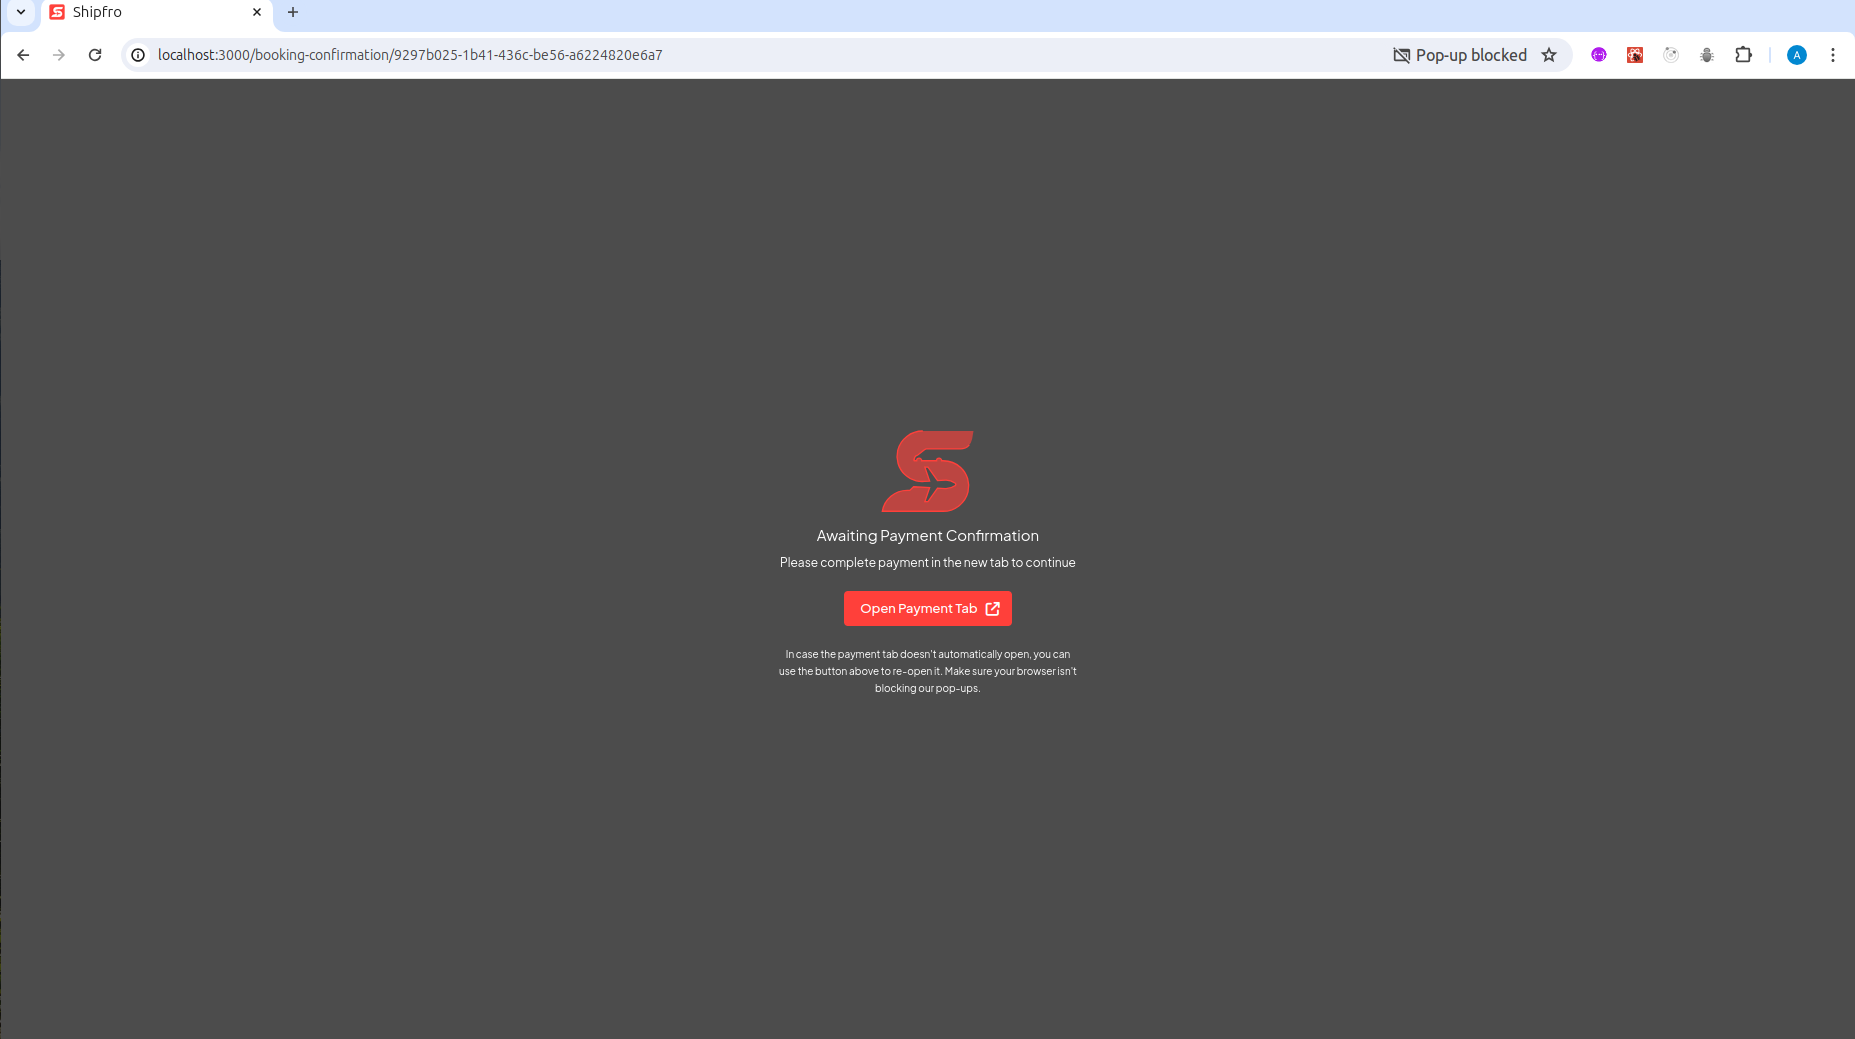 Shipfro
localhost:3000/booking-confirmation/9297b025-1b41-436c-be56-a6224820e6a7
Pop-up blocked
A
Awaiting Payment Confirmation
Please complete payment in the new tab to continue
Open Payment Tab
In case the payment tab doesn't automatically open, you can
use the button above to re-open it. Make sure your browser isn't
blocking our pop-ups.